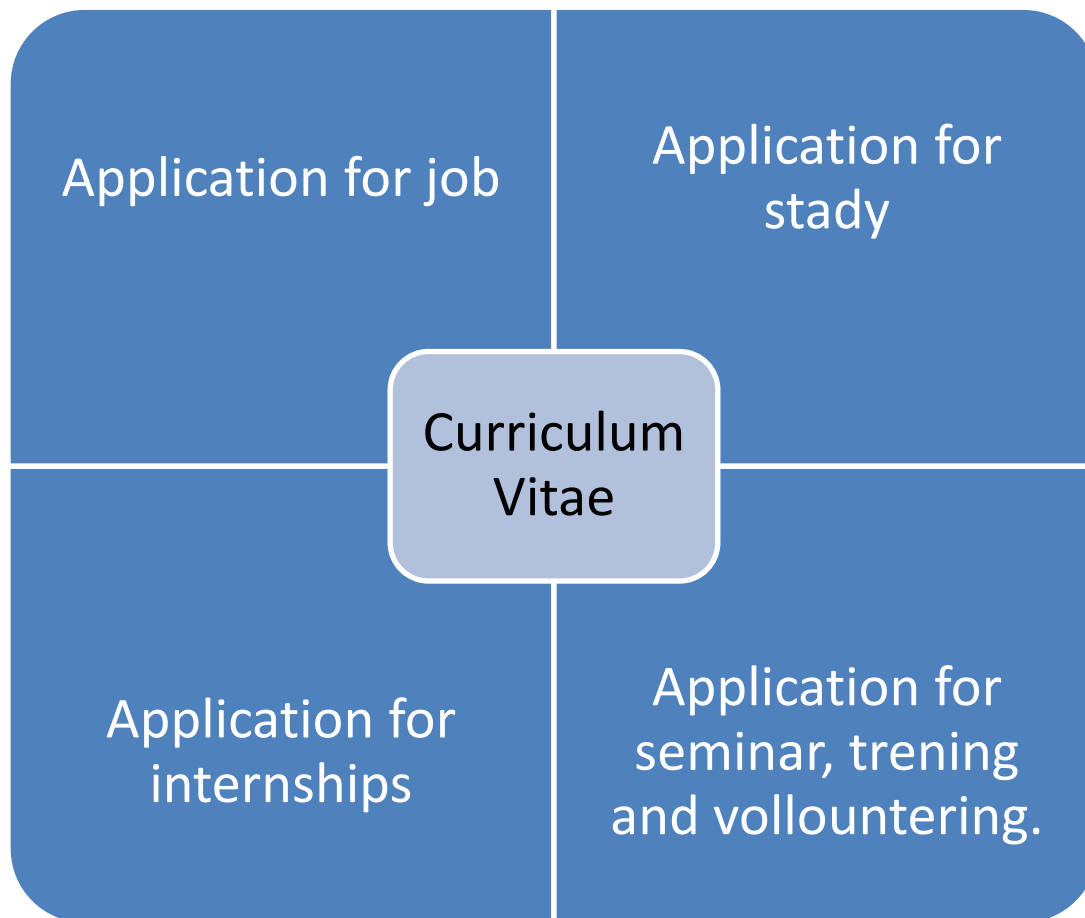 Application for job
Application for
stady
Curriculum
Vitae
Application for
internships
Application for
seminar, trening
and vollountering.